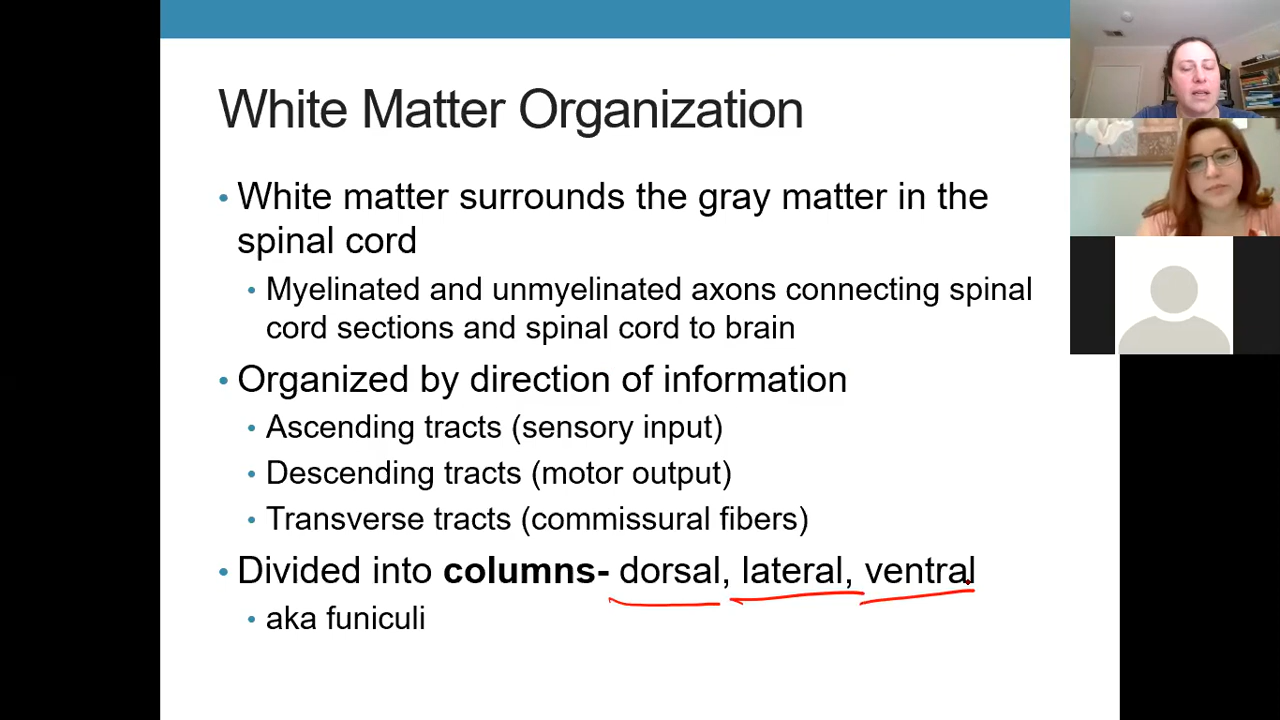 White Matter Organization
• White matter surrounds the gray matter in the
spinal cord
• Myelinated and unmyelinated axons connecting spinal
cord sections and spinal cord to brain
• Organized by direction of information
• Ascending tracts (sensory input)
• Descending tracts (motor output)
• Transverse tracts (commissural fibers)
• Divided into columns- dorsal, lateral, ventral
• aka funiculi